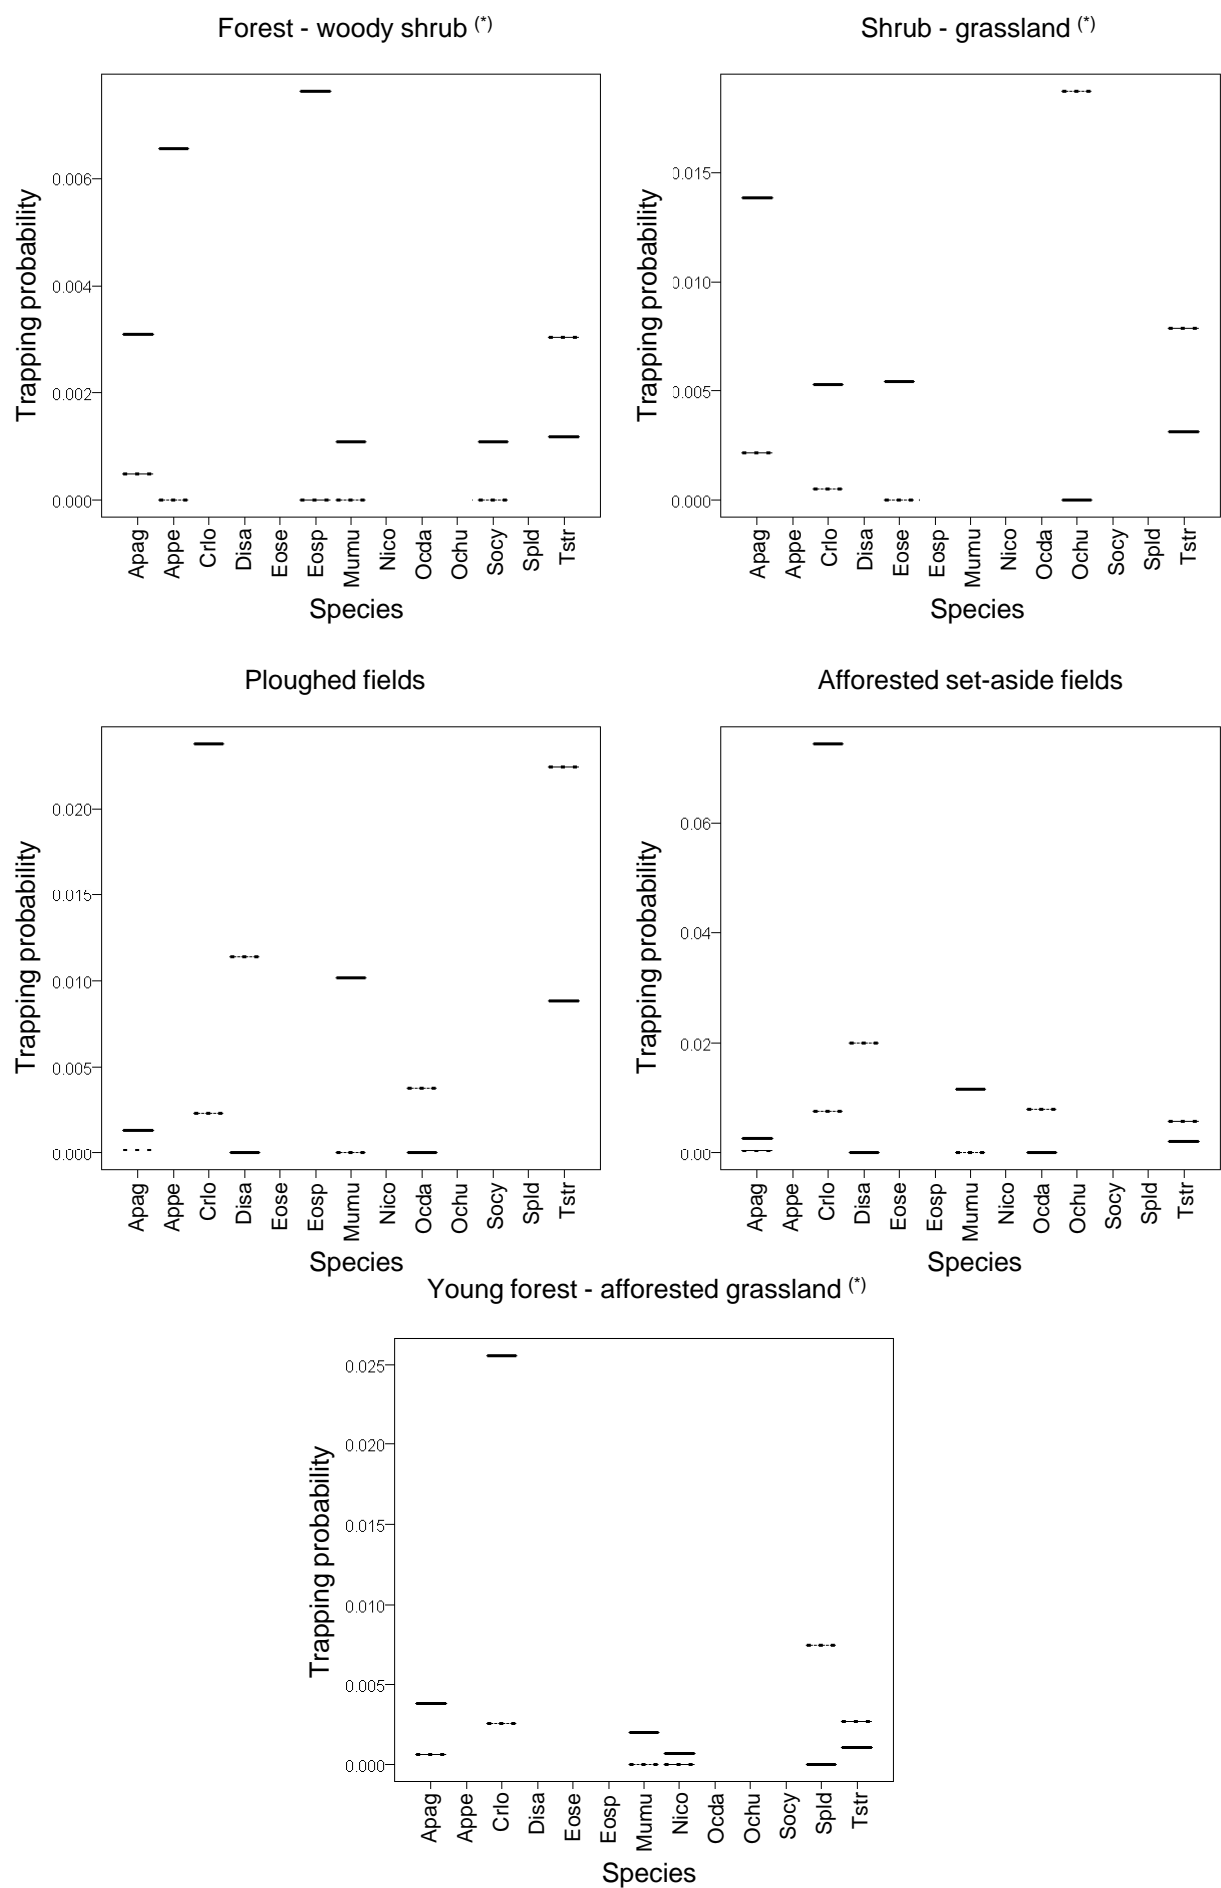 Forest - woody shrub (*)
Trapping probability
0.006
0.004
0.002
0.000
Apag Appe Crlo Disa Eose Eosp Mumu Nico Ocda Ochu Socy Spld Tstr
Species
Shrub - grassland (*)
Trapping probability
0.015
0.010
0.005
0.000
Apag Appe Crlo Disa Eose Eosp Mumu Nico Ocda Ochu Socy Spld Tstr
Species
Ploughed fields
Trapping probability
0.020
0.015
0.010
0.005
0.000
Apag Appe Crlo Disa Eose Eosp Mumu Nico Ocda Ochu Socy Spld Tstr
Species
Afforested set-aside fields
Trapping probability
0.06
0.04
0.02
0.00
Apag Appe Crlo Disa Eose Eosp Mumu Nico Ocda Ochu Socy Spld Tstr
Species
Young forest - afforested grassland (*)
Trapping probability
0.025
0.020
0.015
0.010
0.005
0.000
Apag Appe Crlo Disa Eose Eosp Mumu Nico Ocda Ochu Socy Spld Tstr
Species